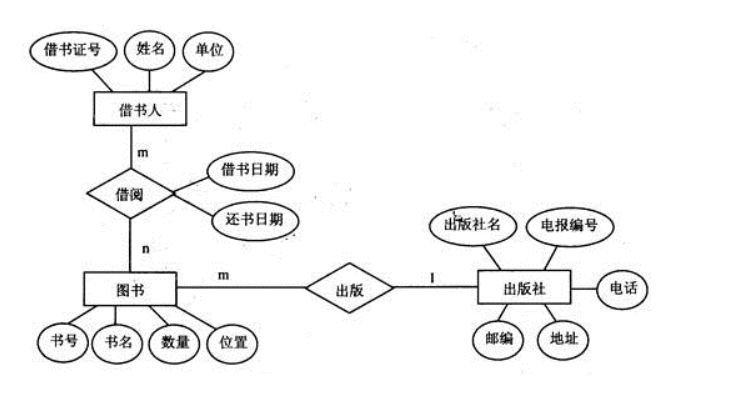 借书证号 姓名 单位
借书人
m
借书日期
借阅
还书日期
n
出版社名 电报编号
图书 m 出版 1 出版社 电话
书号 书名 数量 位置 邮编 地址